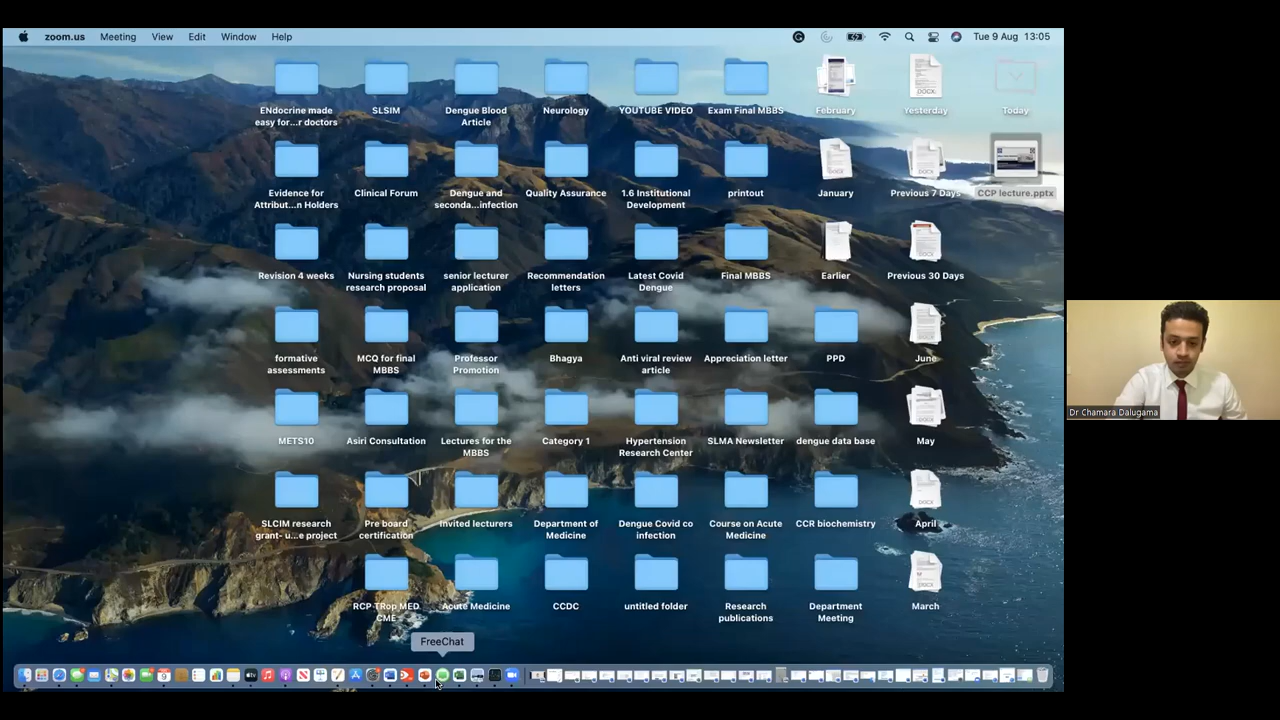 zoom.us Meeting View Edit Window Help Tue 9 Aug 13:05
ENdocrine made
easy for...r doctors
SLSIM
Dengue Blood
Article
Neurology
YOUTUBE VIDEO
Exam Final MBBS
February
Yesterday
Today
Evidence for
Attribut...n Holders
Clinical Forum
Dengue and
seconda...infection
Quality Assurance
1.6 Institutional
Development
printout
January
Previous 7 Days
CCP lecture.pptx
Revision 4 weeks
Nursing students
research proposal
senior lecturer
application
Recommendation
letters
Latest Covid
Dengue
Final MBBS
Earlier
Previous 30 Days
formative
assessments
MCQ for final
MBBS
Professor
Promotion
Bhagya
Anti viral review
article
Appreciation letter
PPD
June
METS10
Asiri Consultation
Lectures for the
MBBS
Category 1
Hypertension
Research Center
SLMA Newsletter
dengue data base
May
SLCIM research
grant- u...e project
Pre board
certification
Invited lecturers
Department of
Medicine
Dengue Covid co
infection
Course on Acute
Medicine
CCR biochemistry
April
RCP TRop MED
CME
Acute Medicine
CCDC
untitled folder
Research
publications
Department
Meeting
March
FreeChat
Dr Chamara Dalugama